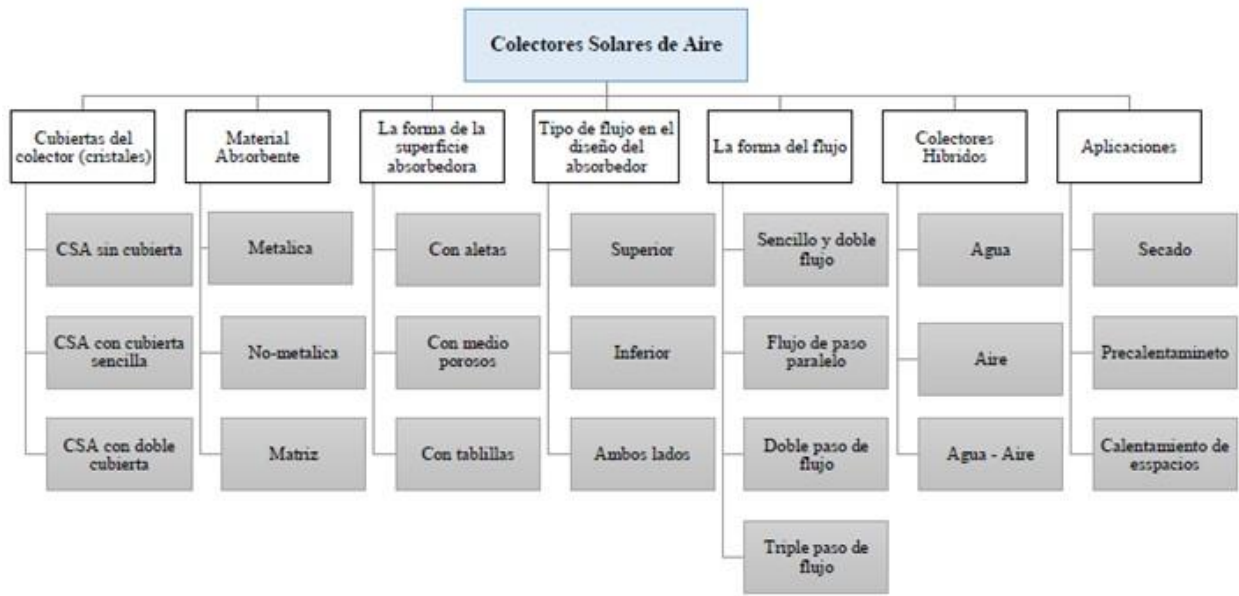 Colectores Solares de Aire
Cubiertas del
colector (cristales)
Material
Absorbente
La forma de la
superficie
absorbedora
Tipo de flujo en el
diseño del
absorbedor
La forma del flujo
Colectores
Hibridos
Aplicaciones
CSA sin cubierta
CSA con cubierta
sencilla
CSA con doble
cubierta
Metalica
No-metalica
Matriz
Con aletas
Con medio
porosos
Con tablillas
Superior
Inferior
Ambos lados
Sencillo y doble
flujo
Flujo de paso
paralelo
Doble paso de
flujo
Triple paso de
flujo
Agua
Aire
Agua - Aire
Secado
Precalentamineto
Calentamiento de
esspacios